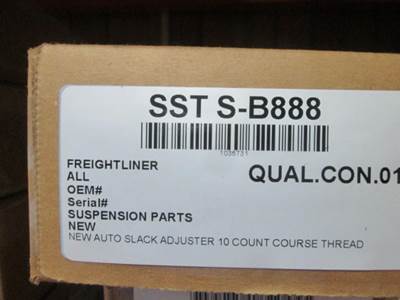 SST S-B888
1036731
FREIGHTLINER
ALL
QUAL.CON.01
OEM#
Serial#
SUSPENSION PARTS
NEW
NEW AUTO SLACK ADJUSTER 10 COUNT COURSE THREAD